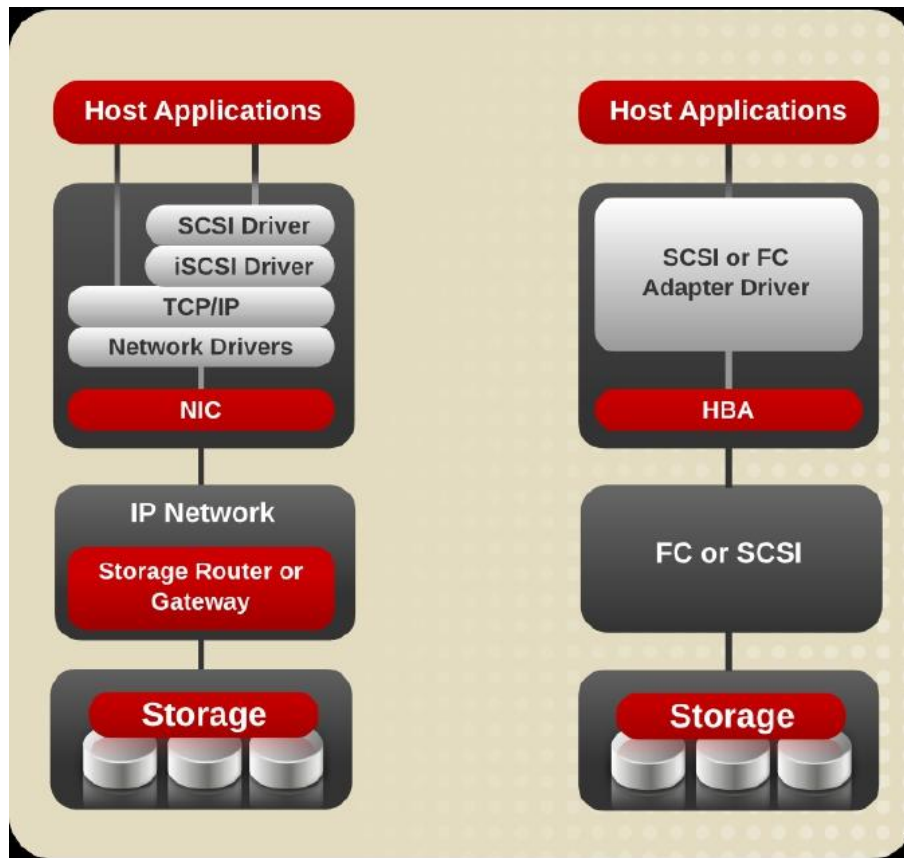 Host Applications
SCSI Driver
iSCSI Driver
TCP/IP
Network Drivers
NIC
IP Network
Storage Router or
Gateway
Storage
Host Applications
SCSI or FC
Adapter Driver
HBA
FC or SCSI
Storage